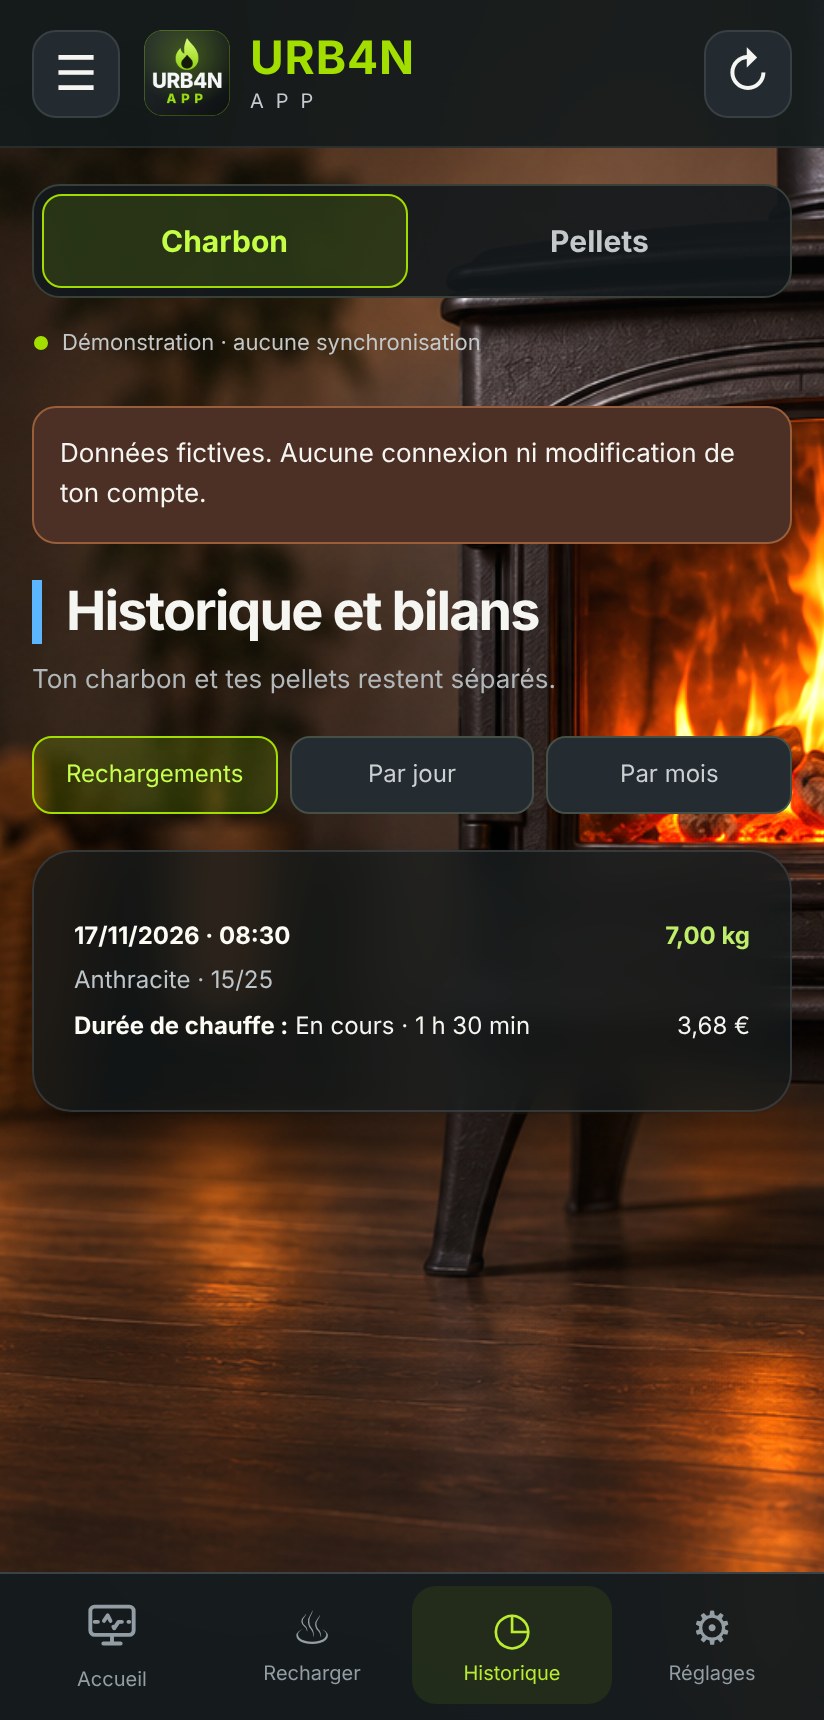 URB4N
APP
URB4N
APP
Charbon
Pellets
Démonstration · aucune synchronisation
Données fictives. Aucune connexion ni modification de
ton compte.
Historique et bilans
Ton charbon et tes pellets restent séparés.
Rechargements
Par jour
Par mois
17/11/2026 · 08:30
7,00 kg
Anthracite · 15/25
Durée de chauffe : En cours · 1 h 30 min
3,68 €
Accueil
Recharger
Historique
Réglages